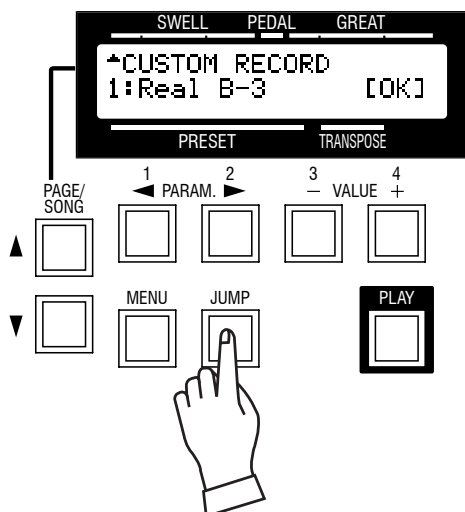 SWELL PEDAL GREAT
CUSTOM RECORD
1:Real B-3 [OK]
PRESET TRANSPOSE
1 2 3 4
PAGE/ ◄ PARAM. ► − VALUE +
SONG
▲
▼
MENU JUMP PLAY